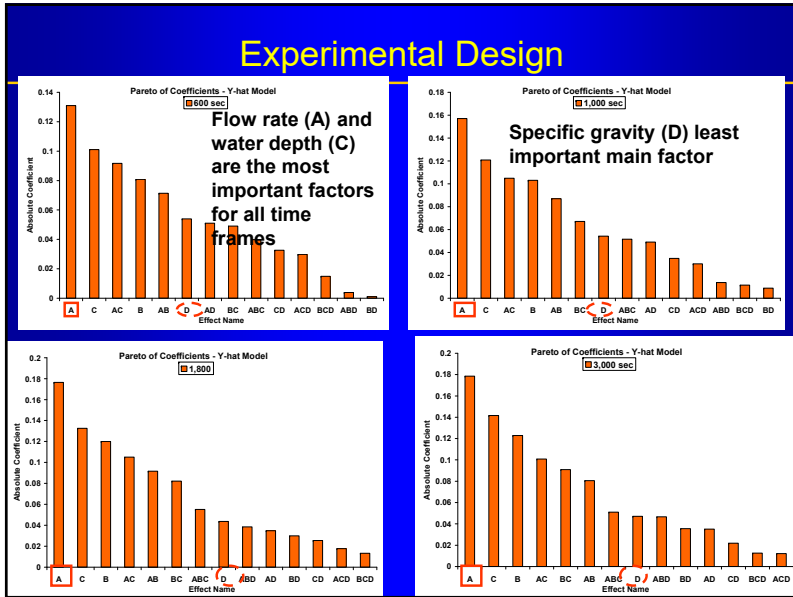 Experimental Design
Pareto of Coefficients - Y-hat Model
600 sec
Flow rate (A) and
water depth (C)
are the most
important factors
for all time
frames
Absolute Coefficient
0.14
0.12
0.1
0.08
0.06
0.04
0.02
0
A C AC B AB D AD BC ABC CD ACD BCD ABD BD
Effect Name
Pareto of Coefficients - Y-hat Model
1,000 sec
Specific gravity (D) least
important main factor
Absolute Coefficient
0.18
0.16
0.14
0.12
0.1
0.08
0.06
0.04
0.02
0
A C AC B AB BC D ABC AD CD ACD ABD BCD BD
Effect Name
Pareto of Coefficients - Y-hat Model
1,800
Absolute Coefficient
0.2
0.18
0.16
0.14
0.12
0.1
0.08
0.06
0.04
0.02
0
A C B AC AB BC ABC D ABD AD BD CD ACD BCD
Effect Name
Pareto of Coefficients - Y-hat Model
3,000 sec
Absolute Coefficient
0.2
0.18
0.16
0.14
0.12
0.1
0.08
0.06
0.04
0.02
0
A C B AC BC AB ABC D ABD BD AD CD BCD ACD
Effect Name